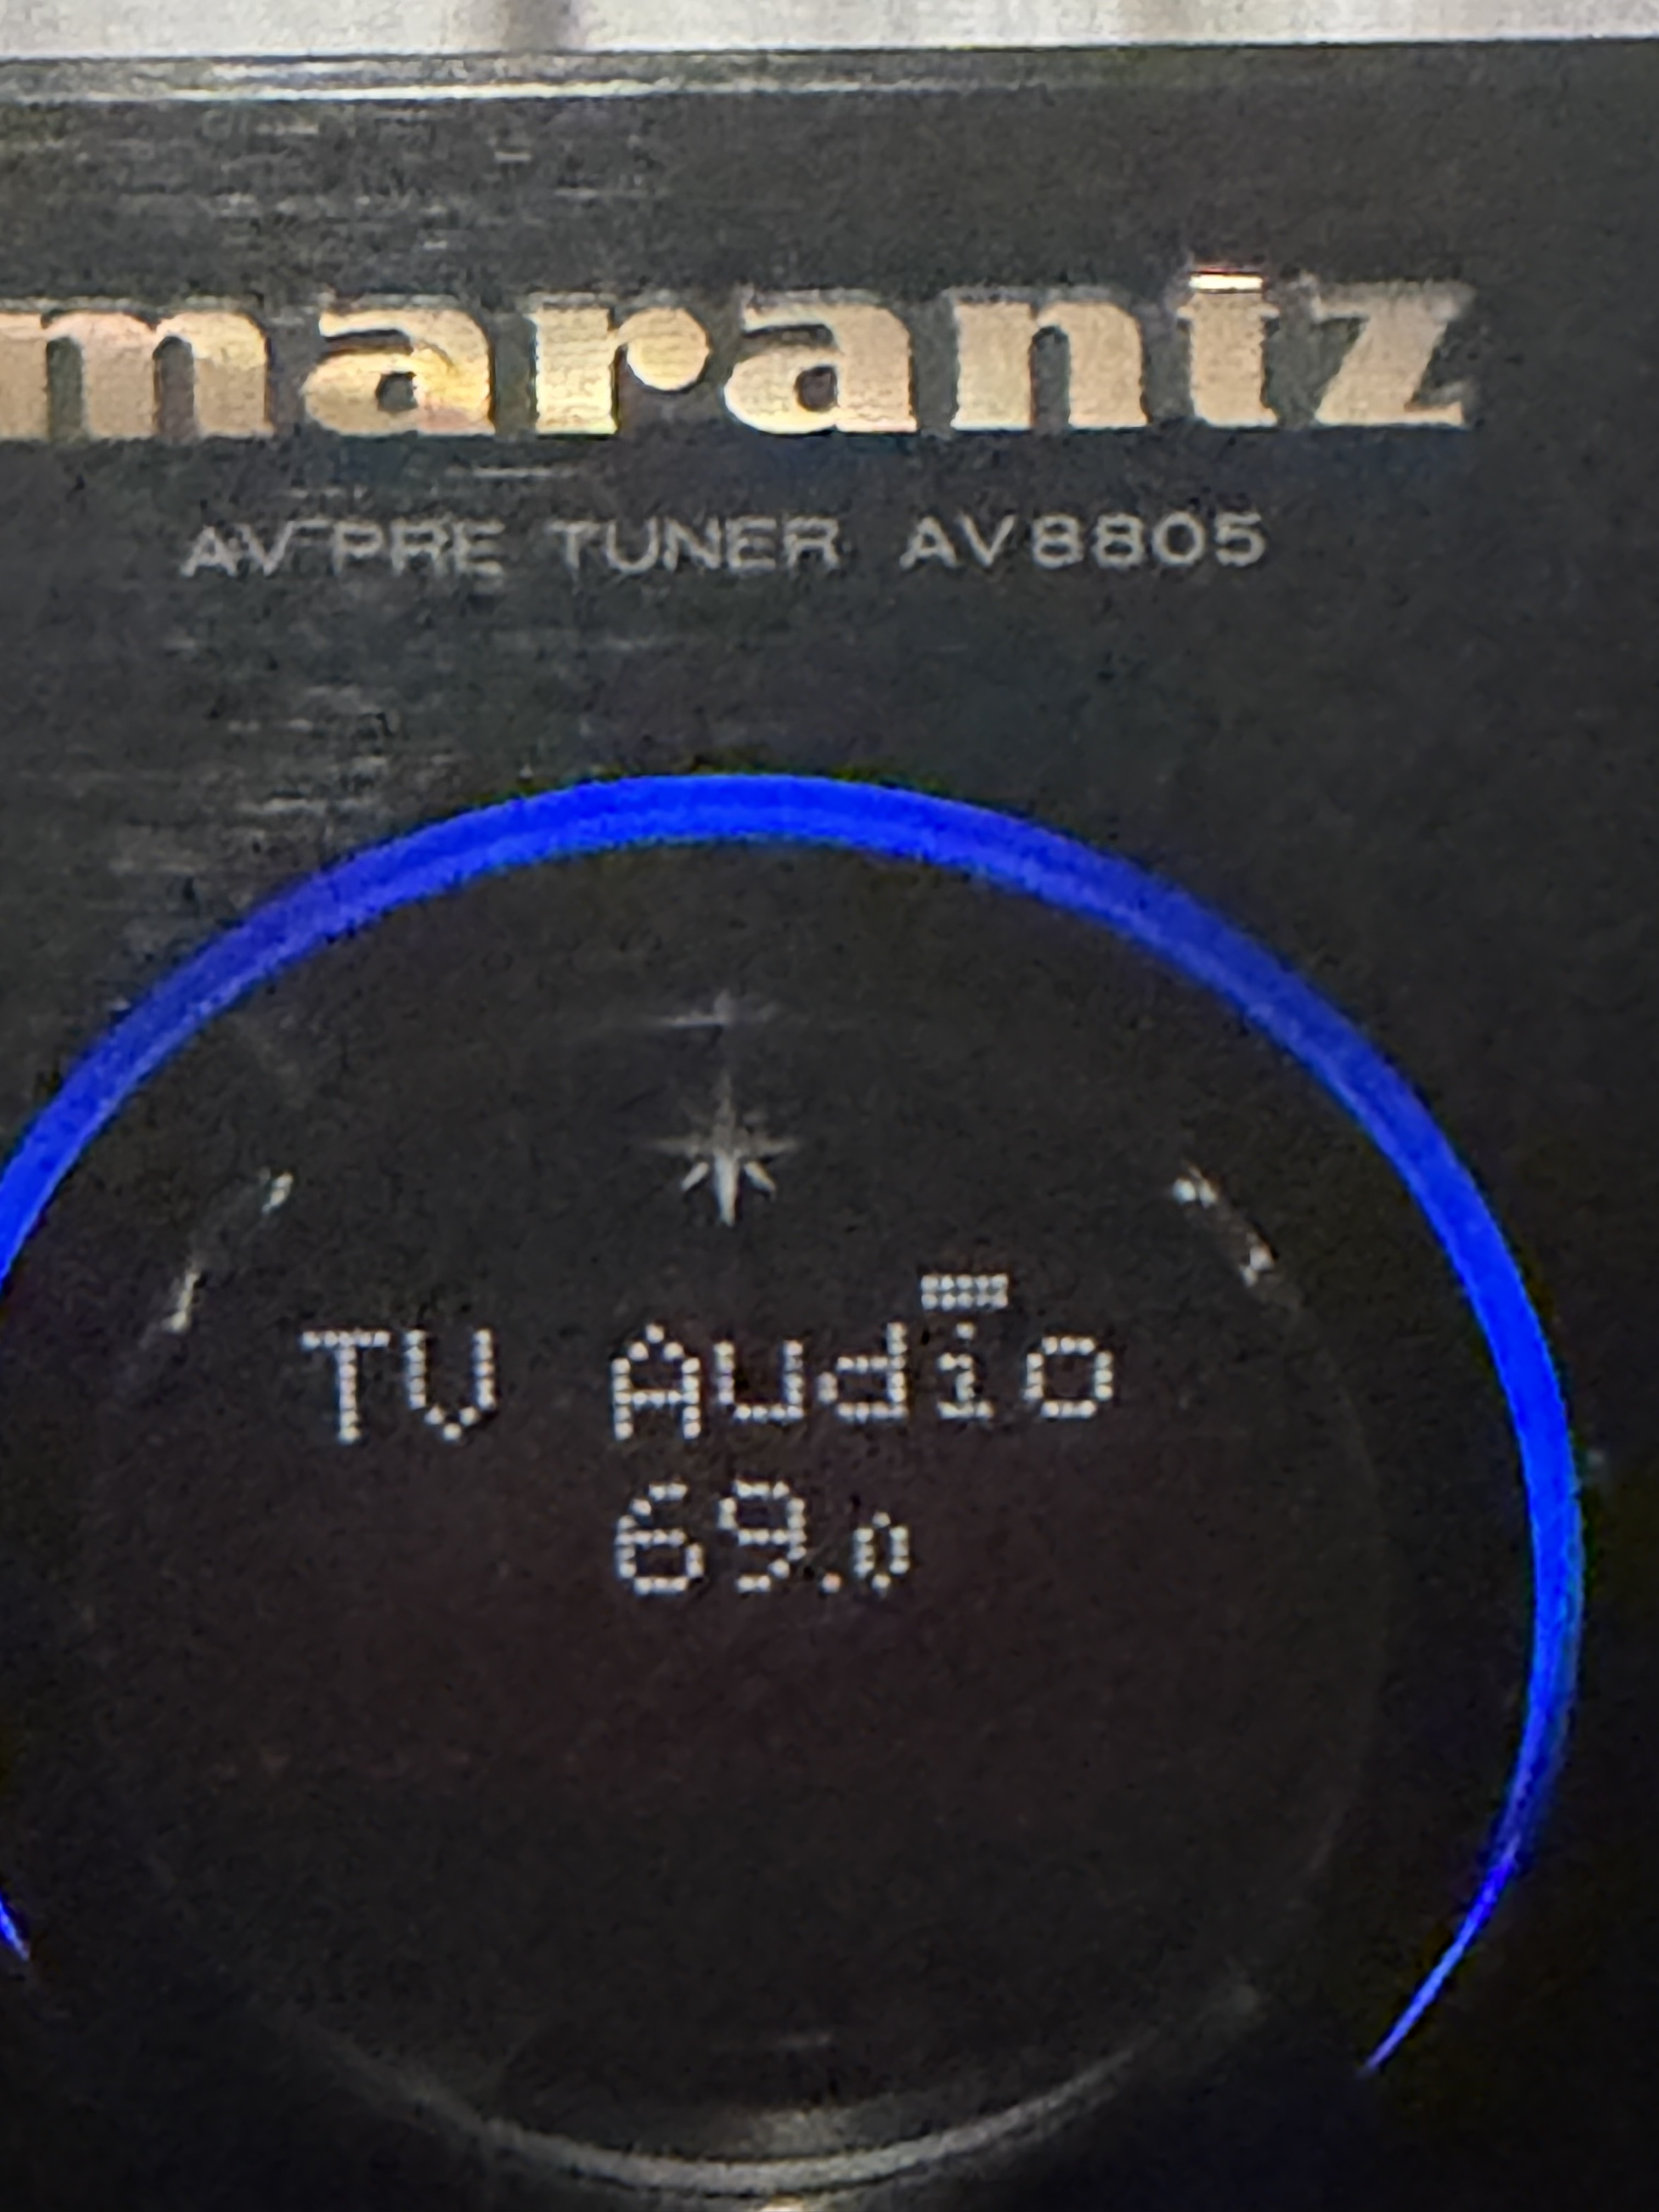 marantz
AV PRE TUNER AV8805
TV Audio
69.0